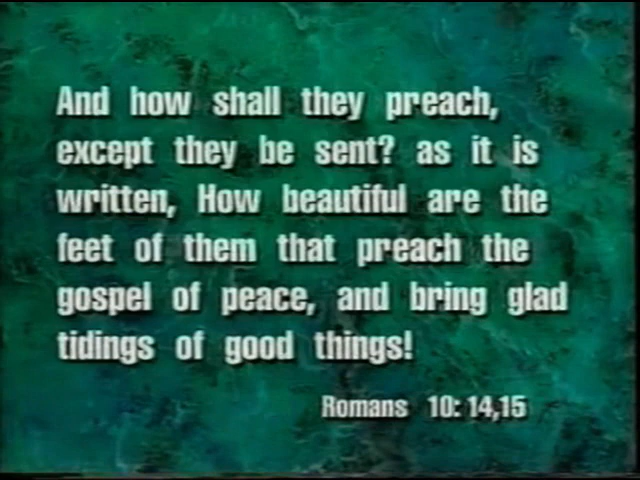 And how shall they preach,
except they be sent? as it is
written, How beautiful are the
feet of them that preach the
gospel of peace, and bring glad
tidings of good things!
Romans 10:14,15